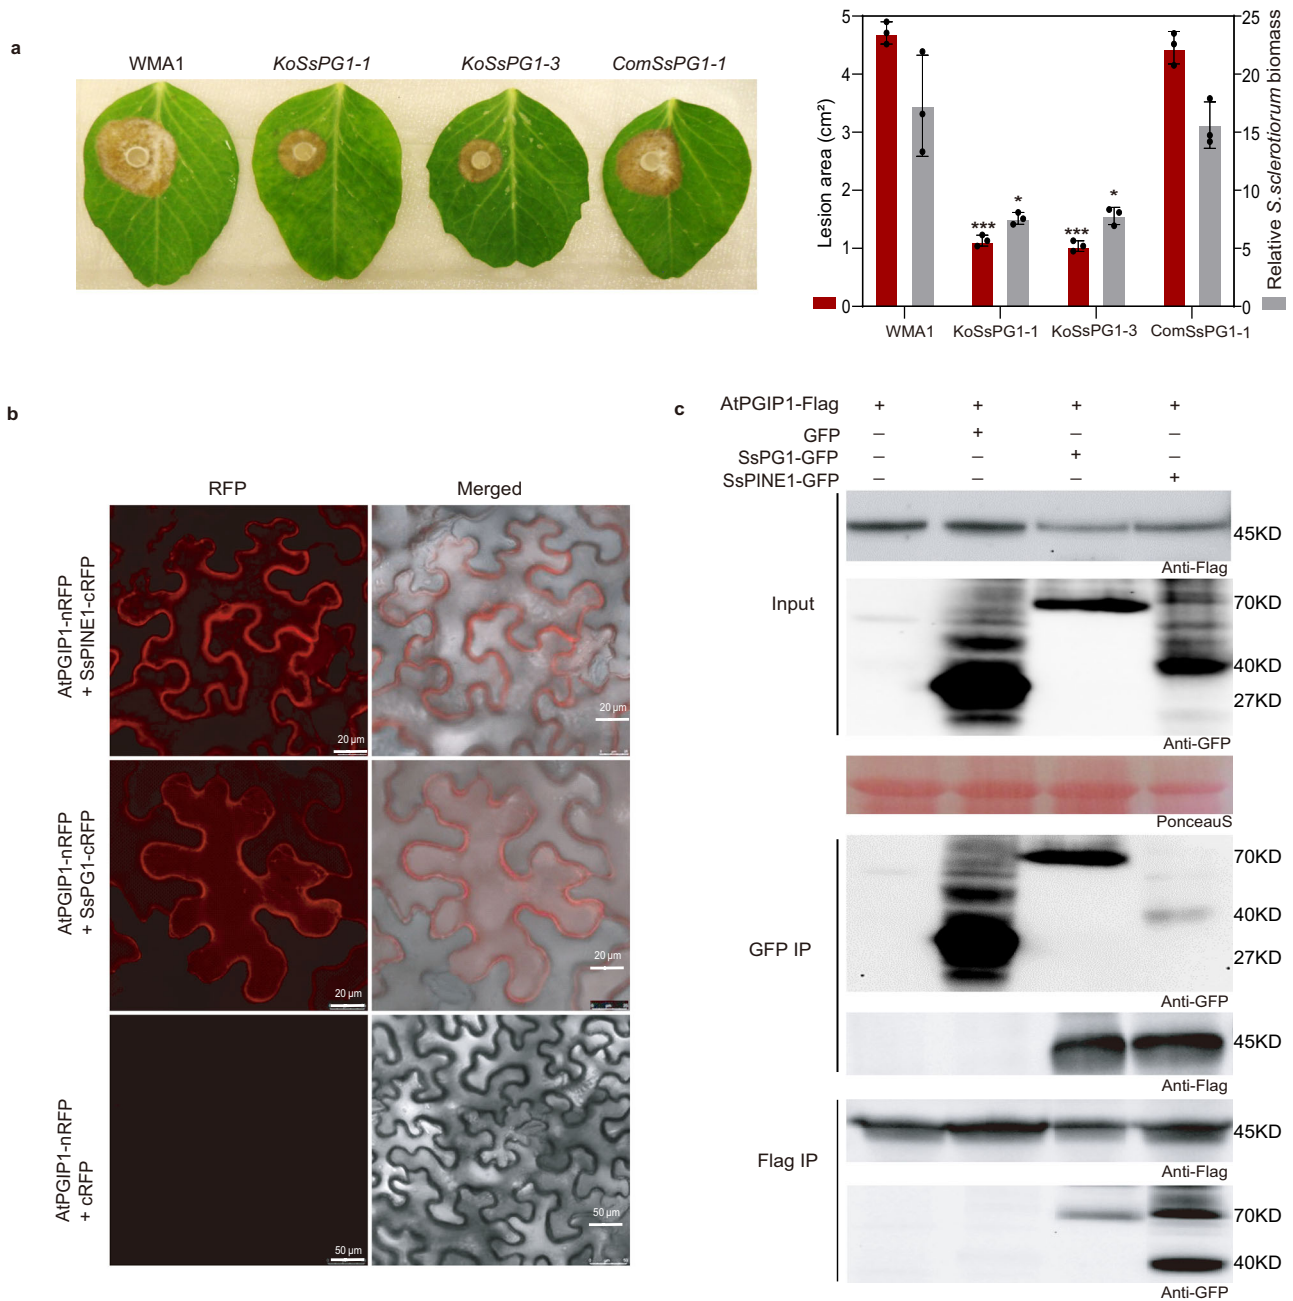 a
WMA1
KoSsPG1-1
KoSsPG1-3
ComSsPG1-1
Lesion area (cm²)
5
4
3
2
1
0
25
20
15
10
5
0
Relative S.sclerotiorum biomass
***
*
***
*
WMA1
KoSsPG1-1
KoSsPG1-3
ComSsPG1-1
b
RFP
Merged
AtPGIP1-nRFP
+ SsPINE1-cRFP
20 µm
20 µm
AtPGIP1-nRFP
+ SsPG1-cRFP
20 µm
20 µm
AtPGIP1-nRFP
+ cRFP
50 µm
50 µm
c
AtPGIP1-Flag + + + +
GFP – + – –
SsPG1-GFP – – + –
SsPINE1-GFP – – – +
Input
45KD
Anti-Flag
70KD
40KD
27KD
Anti-GFP
PonceauS
GFP IP
70KD
40KD
27KD
Anti-GFP
45KD
Anti-Flag
Flag IP
45KD
Anti-Flag
70KD
40KD
Anti-GFP